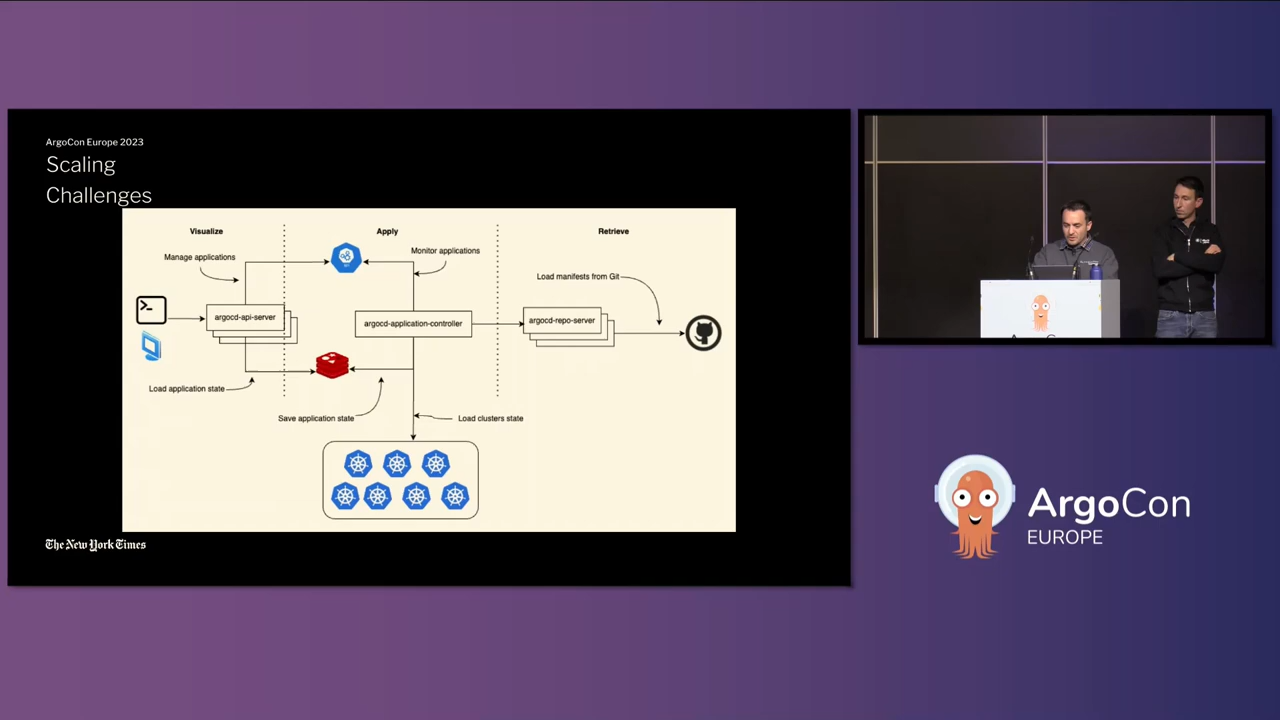 ArgoCon Europe 2023
Scaling
Challenges
Visualize
Apply
Retrieve
Manage applications
Monitor applications
Load manifests from Git
argocd-api-server
argocd-application-controller
argocd-repo-server
Load application state
Save application state
Load clusters state
The New York Times
ArgoCon
EUROPE